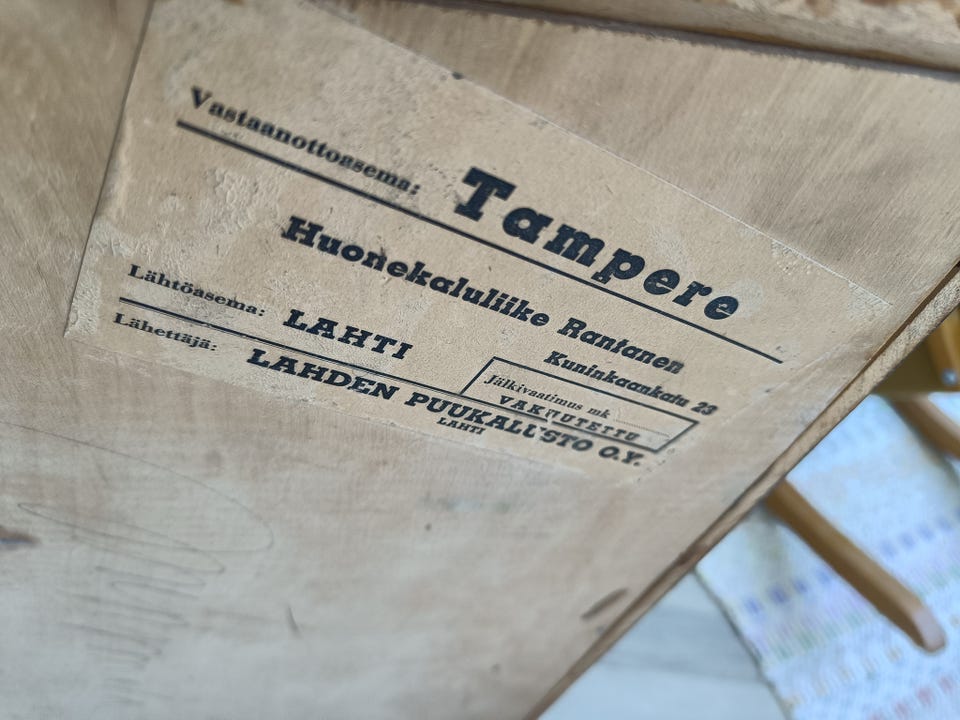 Vastaanottoasema: Tampere
Huonekaluliike Rantanen
Kuninkaankatu 23
Lähtöasema: LAHTI
Jälkivaatimus mk
VAKUUTETTU
Lähettäjä: LAHDEN PUUKALUSTO O.Y.
LAHTI